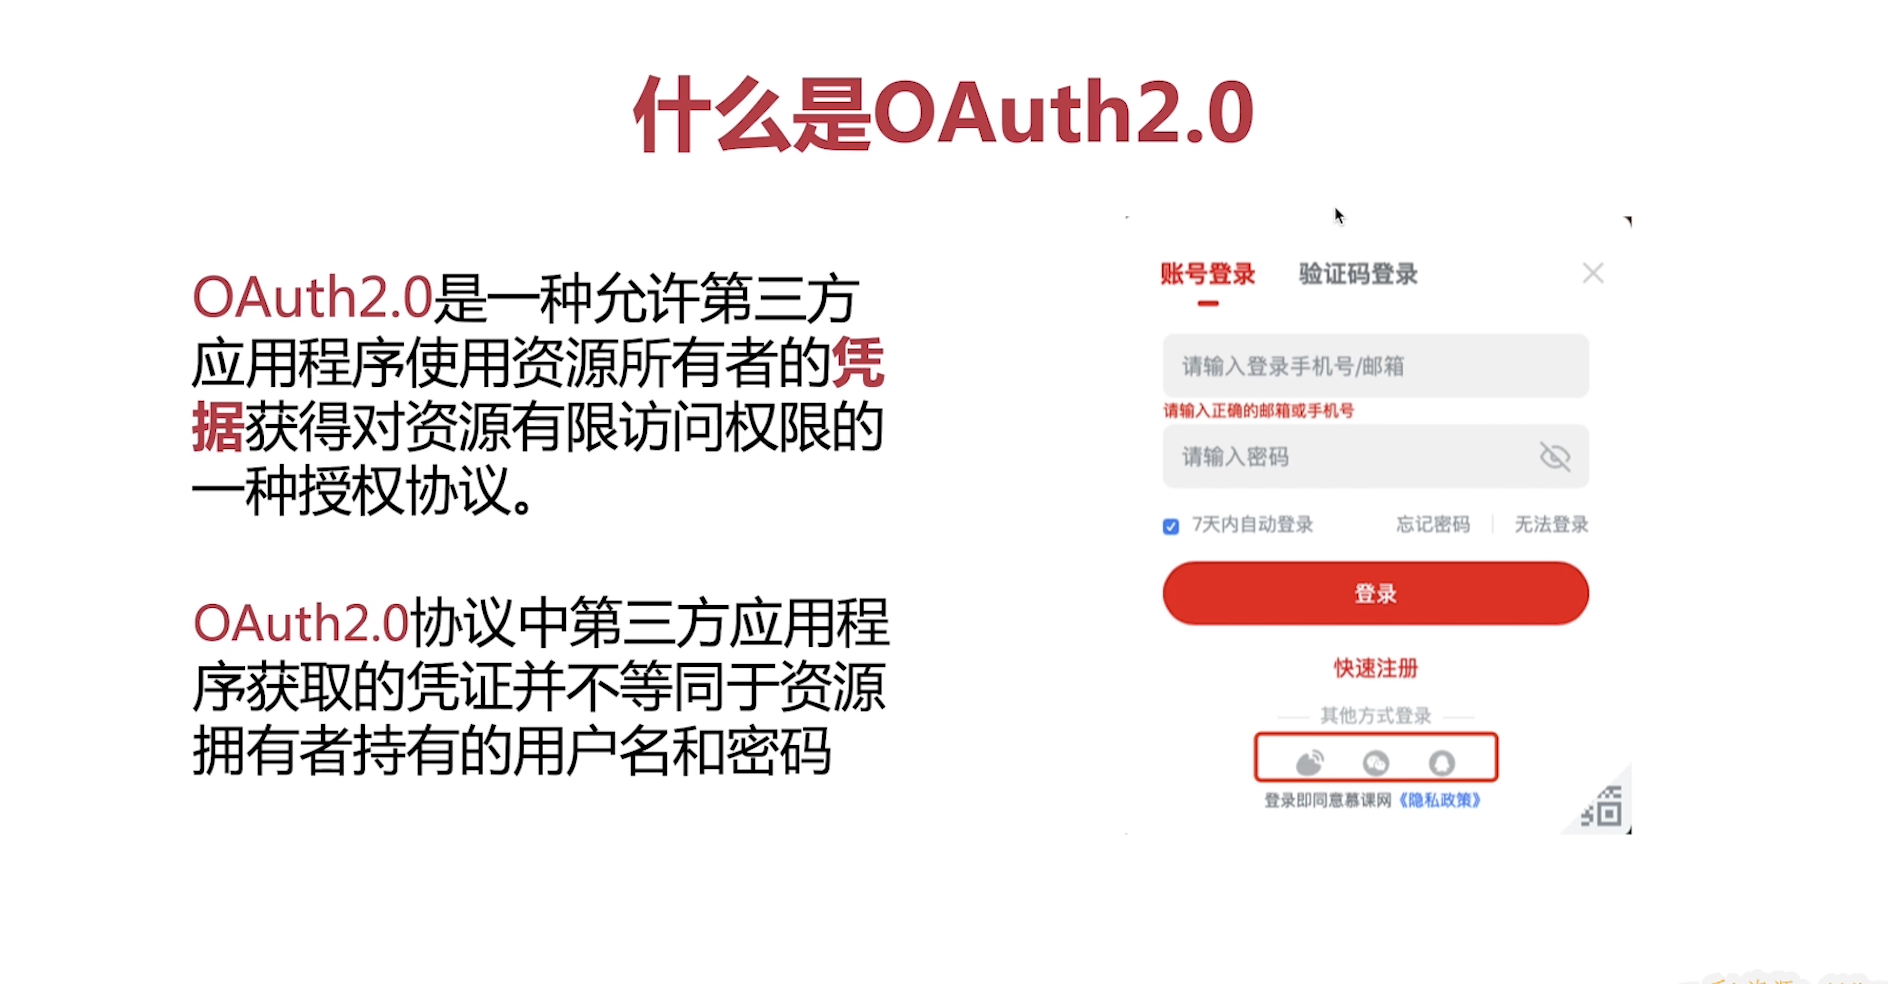 什么是OAuth2.0
OAuth2.0是一种允许第三方
应用程序使用资源所有者的凭
据获得对资源有限访问权限的
一种授权协议。
OAuth2.0协议中第三方应用程
序获取的凭证并不等同于资源
拥有者持有的用户名和密码
账号登录 验证码登录
请输入登录手机号/邮箱
请输入正确的邮箱或手机号
请输入密码
7天内自动登录 忘记密码 无法登录
登录
快速注册
其他方式登录
登录即同意慕课网《隐私政策》